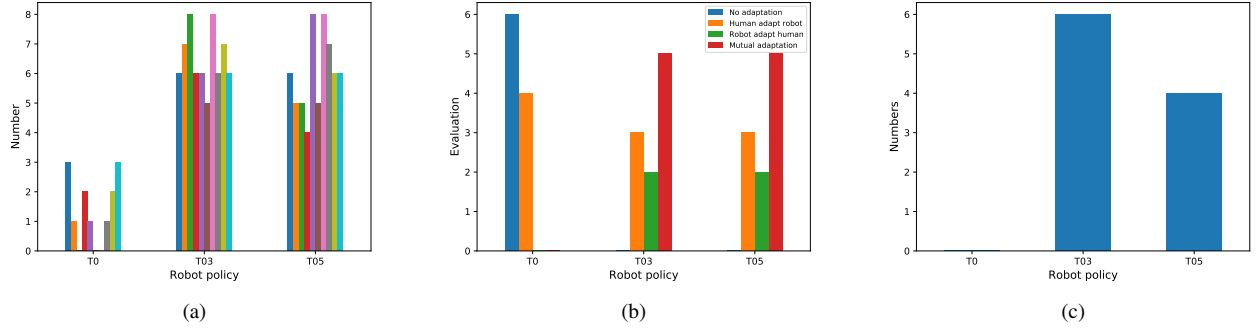 8
7
6
5
4
3
2
1
0
Number
T0
T03
T05
Robot policy
(a)
6
5
4
3
2
1
0
Evaluation
No adaptation
Human adapt robot
Robot adapt human
Mutual adaptation
T0
T03
T05
Robot policy
(b)
6
5
4
3
2
1
0
Numbers
T0
T03
T05
Robot policy
(c)